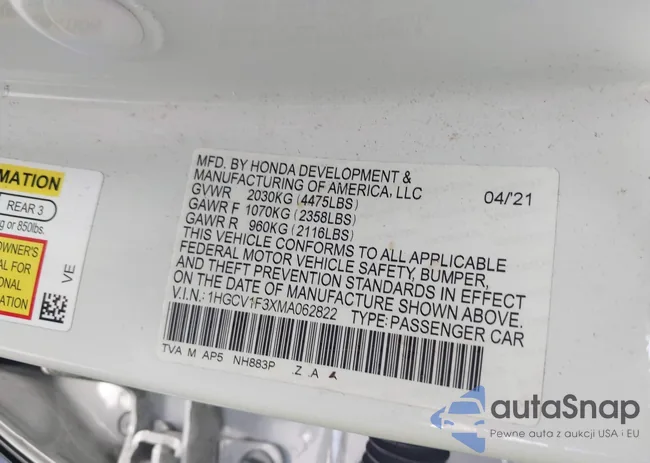 MFD. BY HONDA DEVELOPMENT &
MANUFACTURING OF AMERICA, LLC 04/'21
GVWR 2030KG (4475LBS)
GAWR F 1070KG (2358LBS)
GAWR R 960KG (2116LBS)
THIS VEHICLE CONFORMS TO ALL APPLICABLE
FEDERAL MOTOR VEHICLE SAFETY, BUMPER,
AND THEFT PREVENTION STANDARDS IN EFFECT
ON THE DATE OF MANUFACTURE SHOWN ABOVE.
V.I.N.: 1HGCV1F3XMA062822 TYPE: PASSENGER CAR
TVA M AP5 NH883P Z A A
MATION
REAR 3
g or 850lbs.
OWNER'S
AL FOR
ONAL
ATION
VE
autaSnap
Pewne auta z aukcji USA i EU